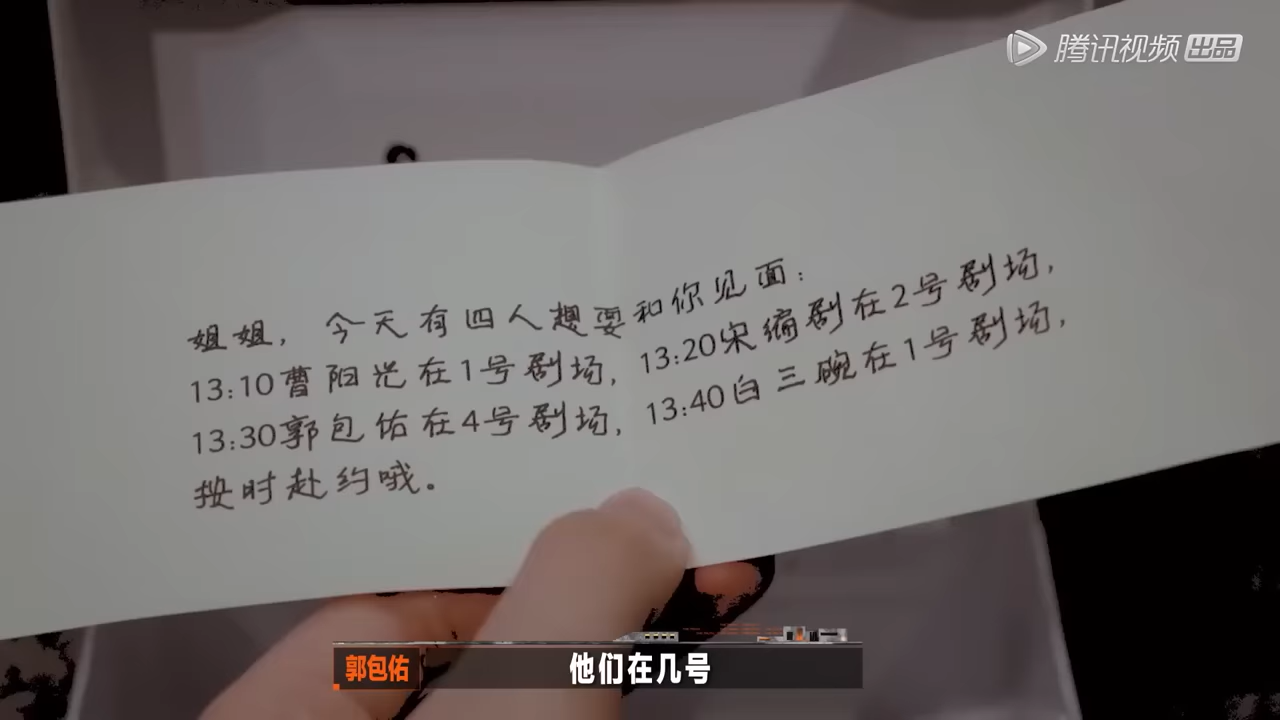 腾讯视频 出品
姐姐，今天有四人想要和你见面：
13:10曹阳光在1号剧场，13:20宋编剧在2号剧场，
13:30郭包佑在4号剧场，13:40白三碗在1号剧场，
按时赴约哦。
郭包佑 他们在几号